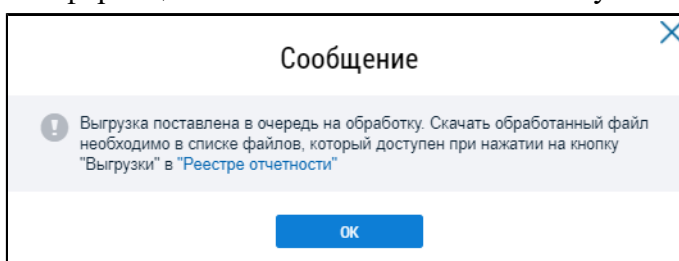 Сообщение
Выгрузка поставлена в очередь на обработку. Скачать обработанный файл
необходимо в списке файлов, который доступен при нажатии на кнопку
"Выгрузки" в "Реестре отчетности"
ОК